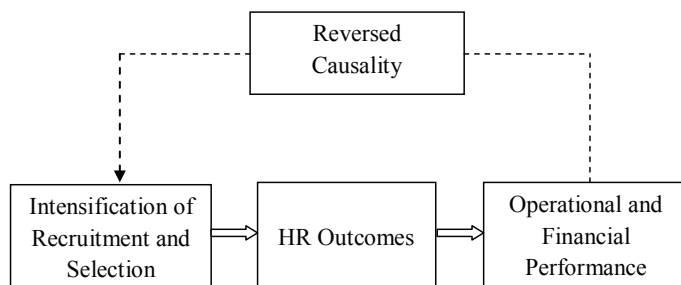 Reversed
Causality
Intensification of
Recruitment and
Selection
HR Outcomes
Operational and
Financial
Performance